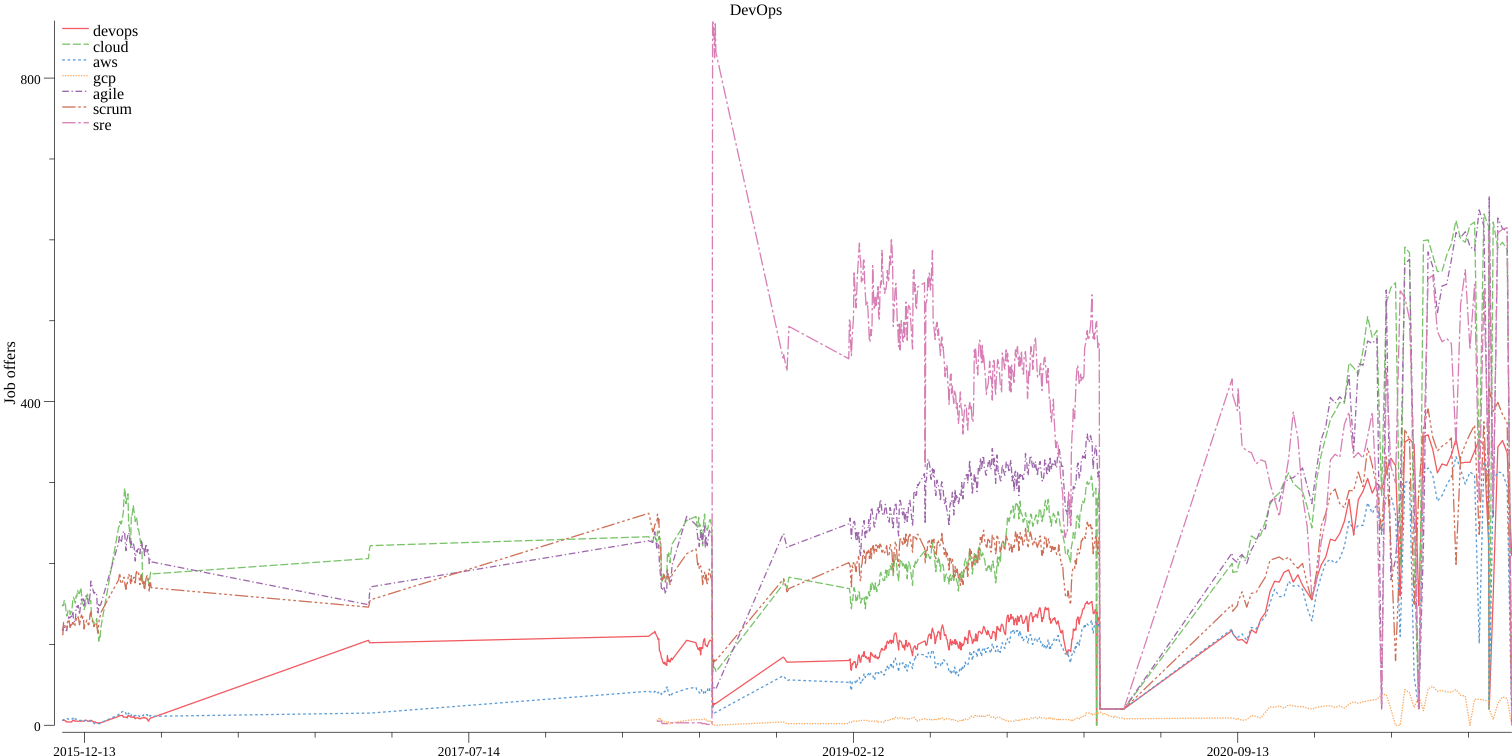 DevOps
devops
cloud
aws
gcp
agile
scrum
sre
800
400
0
Job offers
2015-12-13
2017-07-14
2019-02-12
2020-09-13